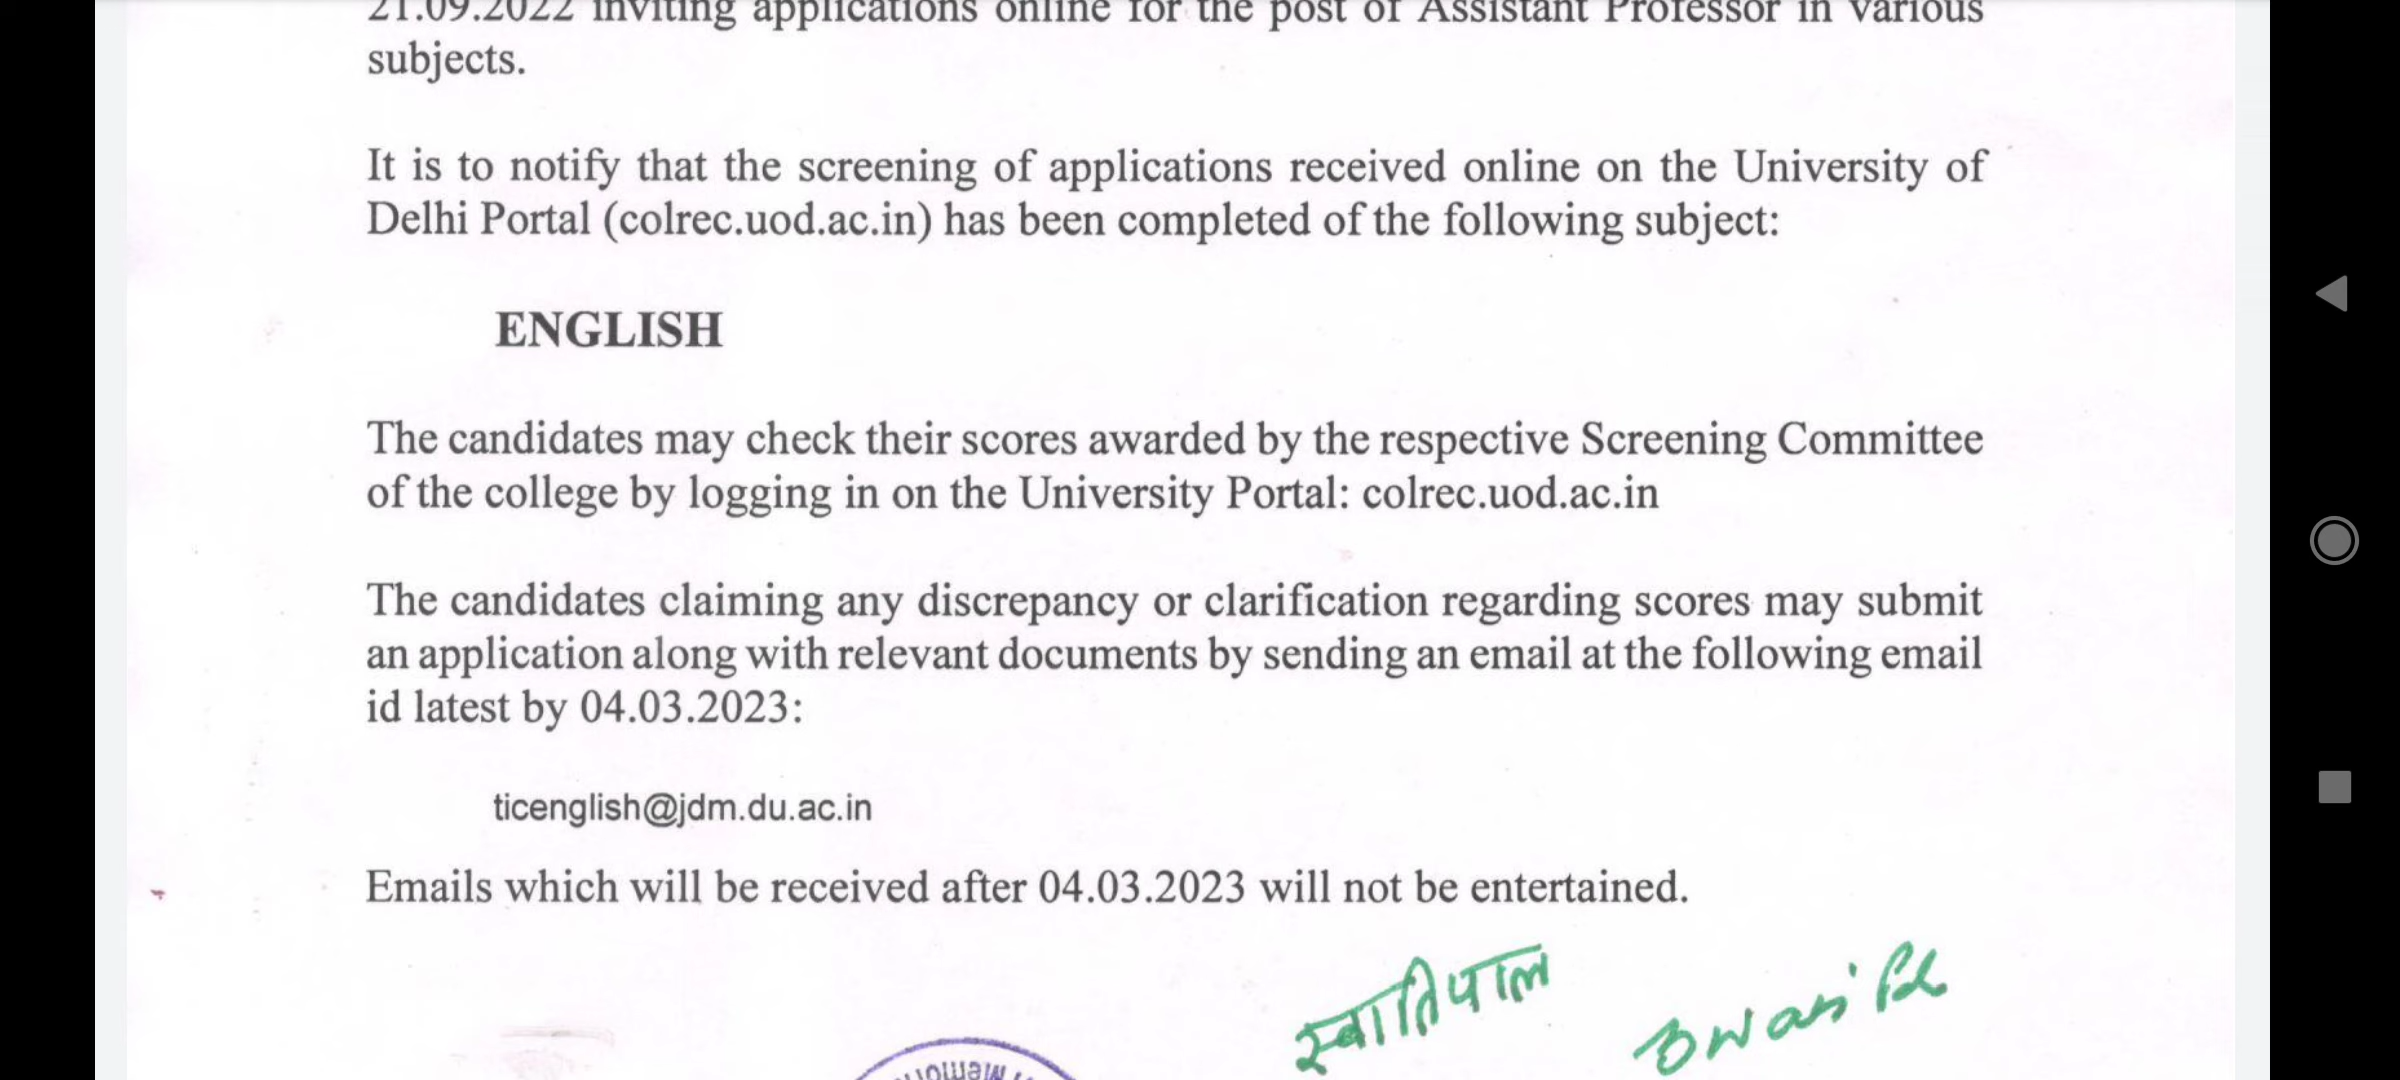 21.09.2022 inviting applications online for the post of Assistant Professor in various
subjects.
It is to notify that the screening of applications received online on the University of
Delhi Portal (colrec.uod.ac.in) has been completed of the following subject:
ENGLISH
The candidates may check their scores awarded by the respective Screening Committee
of the college by logging in on the University Portal: colrec.uod.ac.in
The candidates claiming any discrepancy or clarification regarding scores may submit
an application along with relevant documents by sending an email at the following email
id latest by 04.03.2023:
ticenglish@jdm.du.ac.in
Emails which will be received after 04.03.2023 will not be entertained.
स्वाति पाल